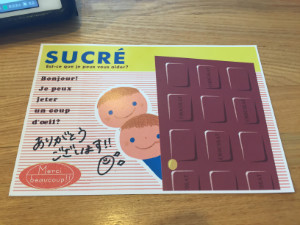 SUCRÉ
Est-ce que je peux vous aider?
Bonjour!
Je peux
jeter
un coup
d'œil?
ありがとう
ございます!!
Merci
beaucoup!!